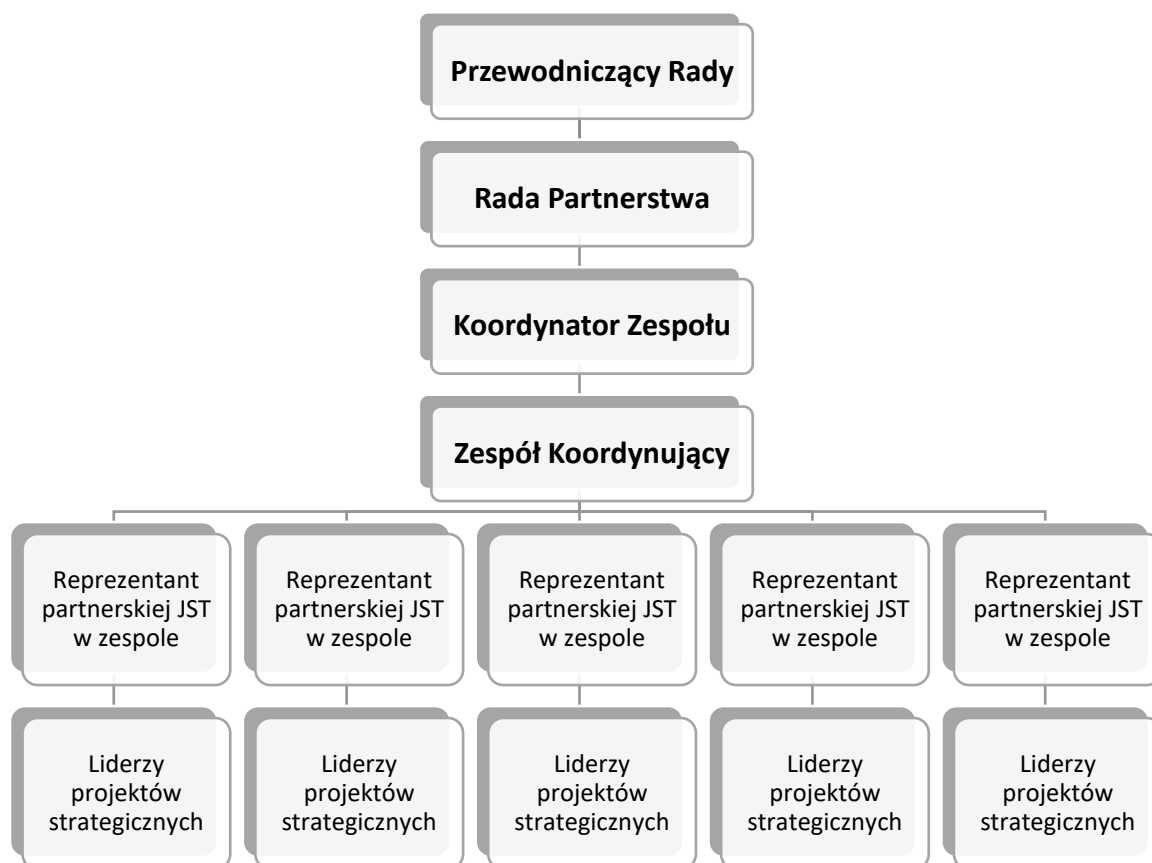 Przewodniczący Rady
Rada Partnerstwa
Koordynator Zespołu
Zespół Koordynujący
Reprezentant
partnerskiej JST
w zespole
Reprezentant
partnerskiej JST
w zespole
Reprezentant
partnerskiej JST
w zespole
Reprezentant
partnerskiej JST
w zespole
Reprezentant
partnerskiej JST
w zespole
Liderzy
projektów
strategicznych
Liderzy
projektów
strategicznych
Liderzy
projektów
strategicznych
Liderzy
projektów
strategicznych
Liderzy
projektów
strategicznych